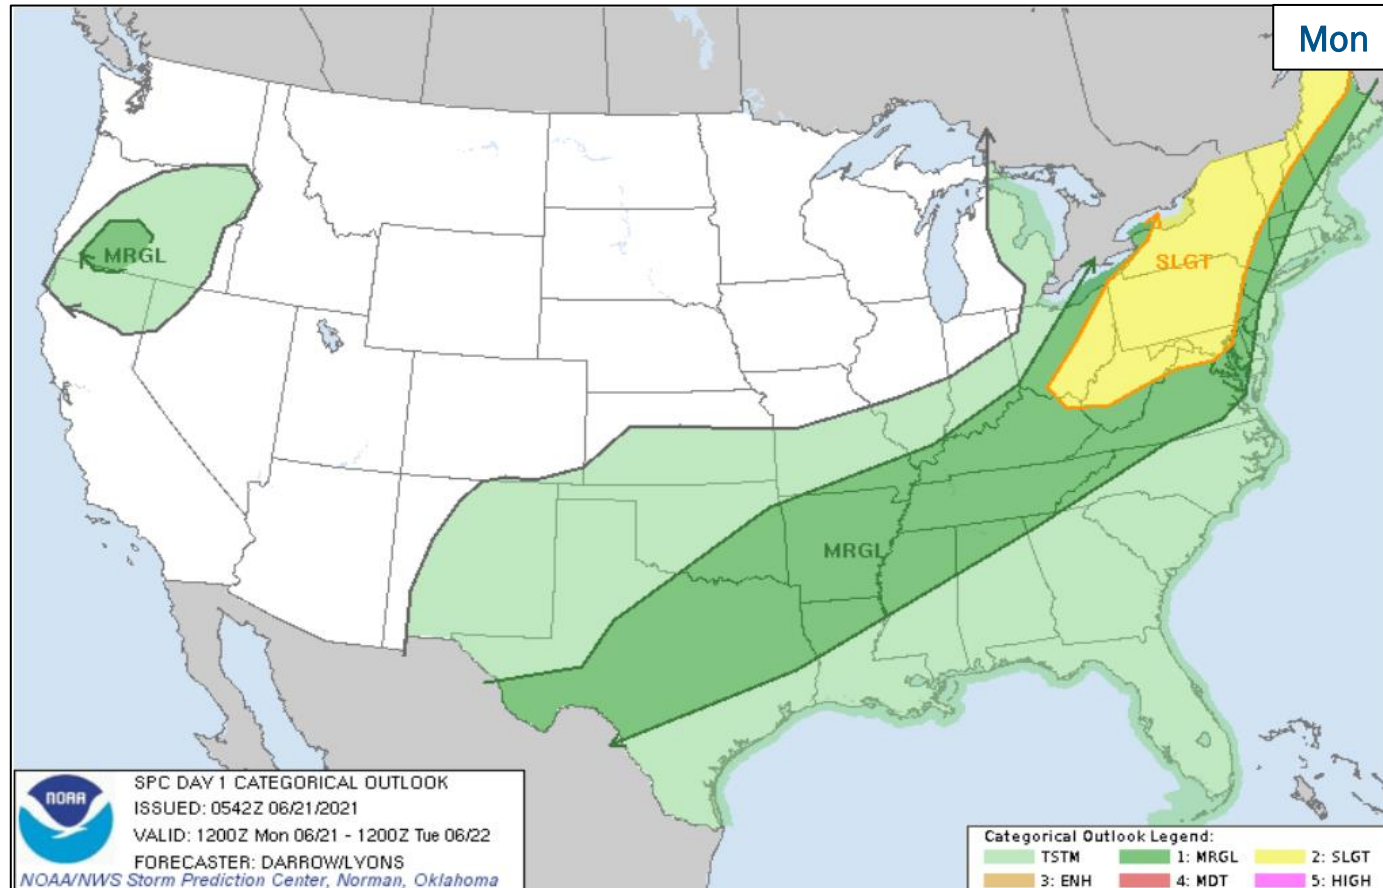 Mon
MRGL
SLGT
MRGL
NOAA
SPC DAY 1 CATEGORICAL OUTLOOK
ISSUED: 0542Z 06/21/2021
VALID: 1200Z Mon 06/21 - 1200Z Tue 06/22
FORECASTER: DARROW/LYONS
NOAA/NWS Storm Prediction Center, Norman, Oklahoma
Categorical Outlook Legend:
TSTM 1: MRGL 2: SLGT
3: ENH 4: MDT 5: HIGH